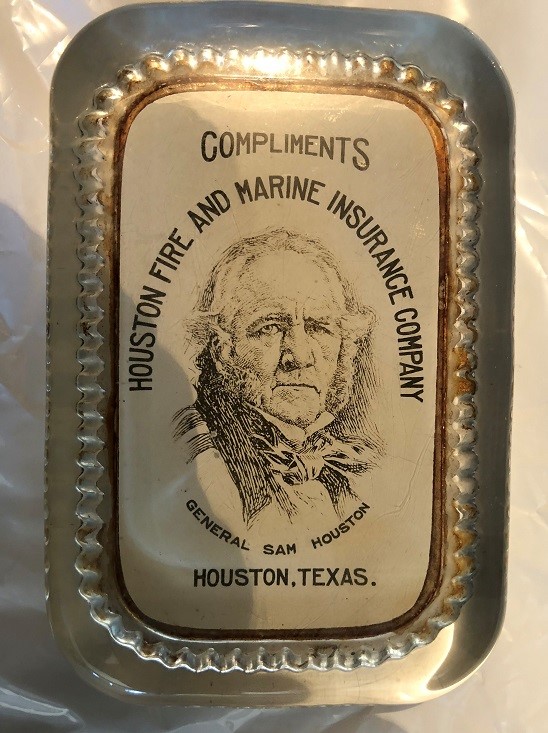 COMPLIMENTS
HOUSTON FIRE AND MARINE INSURANCE COMPANY
GENERAL SAM HOUSTON
HOUSTON, TEXAS.